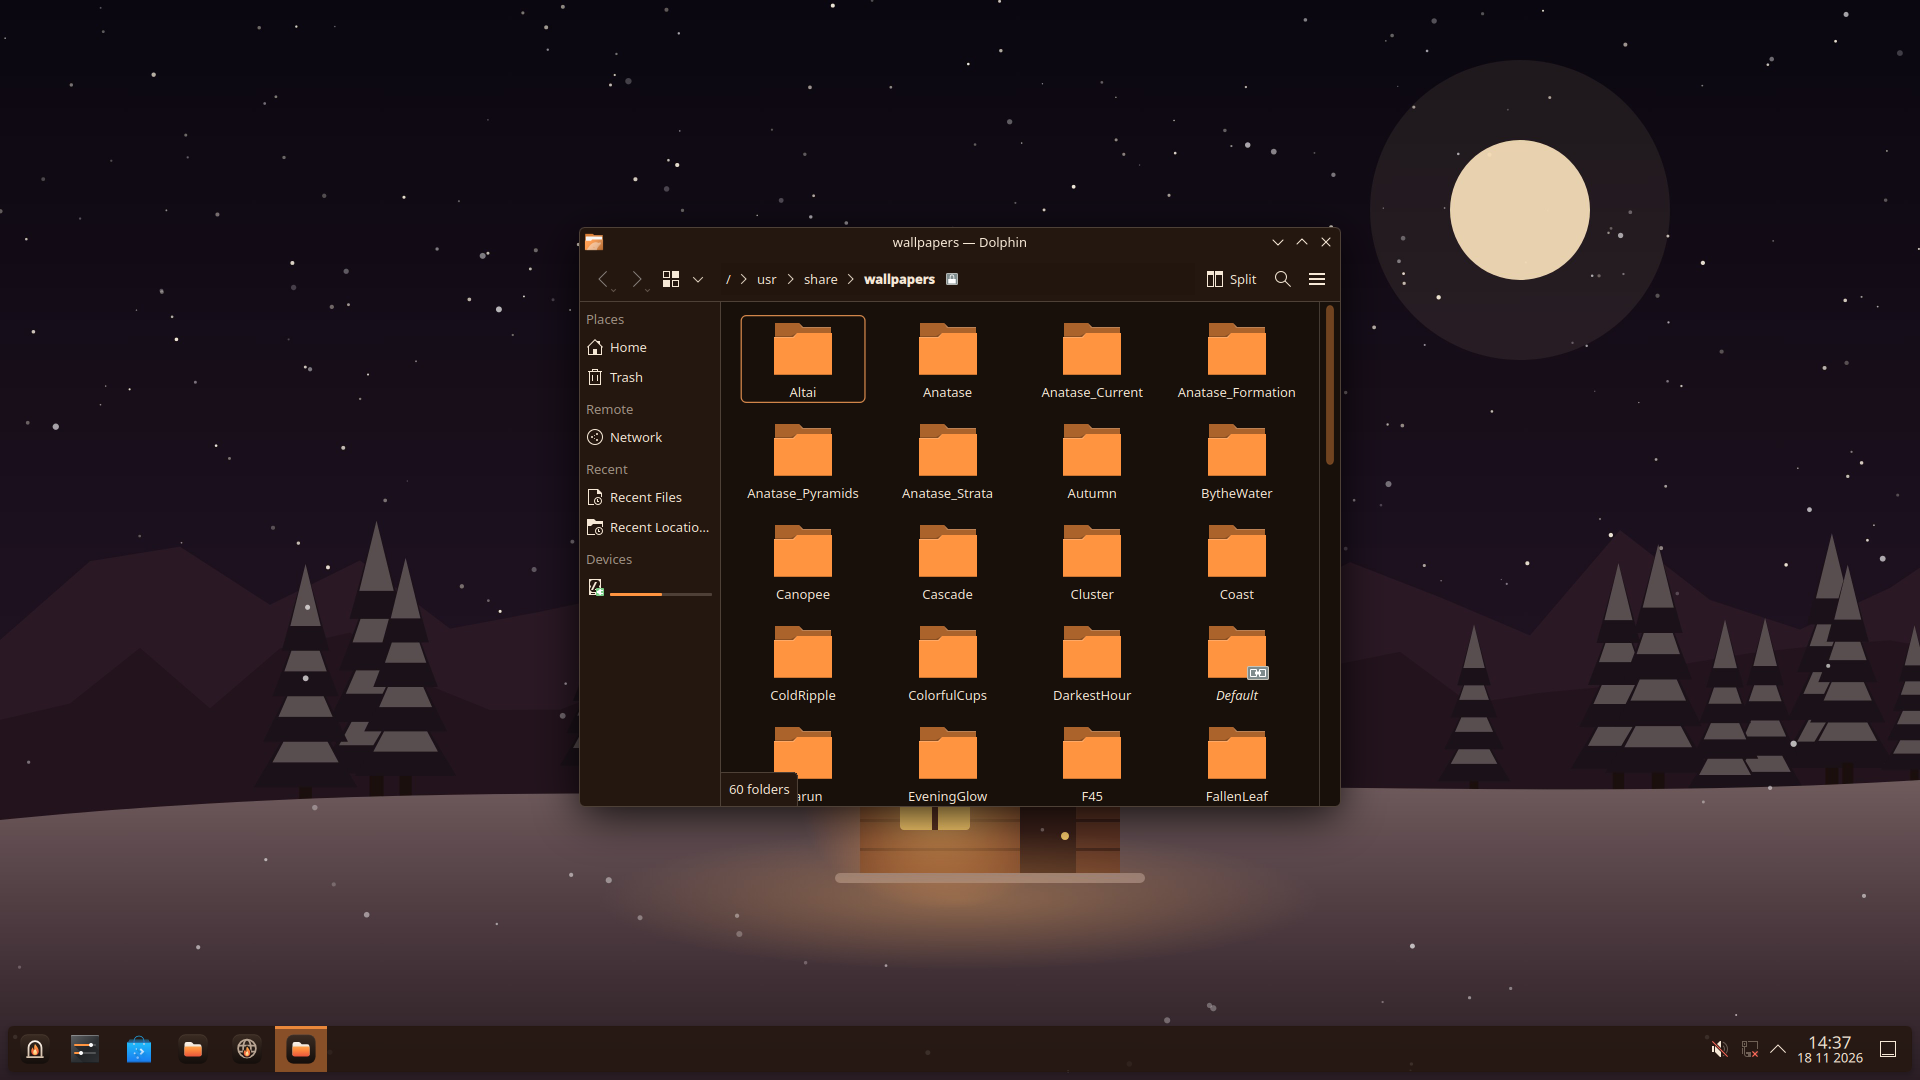 wallpapers — Dolphin
/ > usr > share > wallpapers
Split
Places
Home
Trash
Remote
Network
Recent
Recent Files
Recent Locatio...
Devices
Altai
Anatase
Anatase_Current
Anatase_Formation
Anatase_Pyramids
Anatase_Strata
Autumn
BytheWater
Canopee
Cascade
Cluster
Coast
ColdRipple
ColorfulCups
DarkestHour
Default
arun
EveningGlow
F45
FallenLeaf
60 folders
14:37
18 11 2026